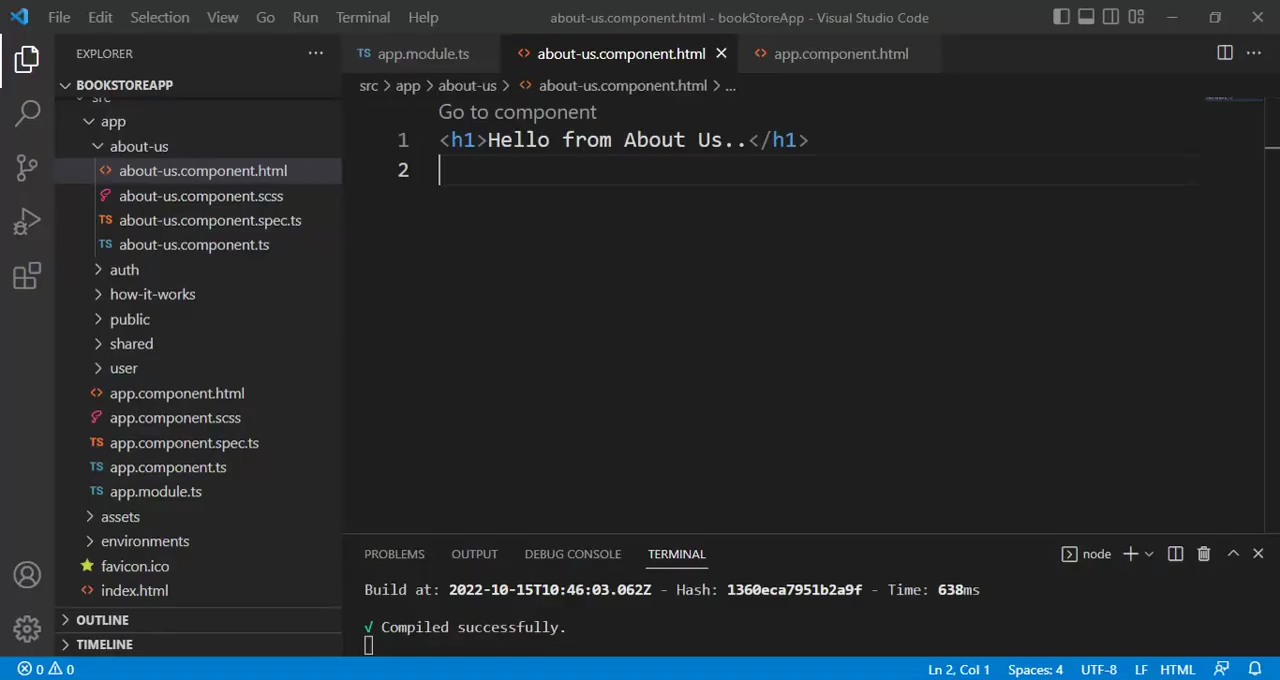 File Edit Selection View Go Run Terminal Help about-us.component.html - bookStoreApp - Visual Studio Code
EXPLORER
BOOKSTOREAPP
src
app
about-us
about-us.component.html
about-us.component.scss
TS about-us.component.spec.ts
TS about-us.component.ts
auth
how-it-works
public
shared
user
app.component.html
app.component.scss
TS app.component.spec.ts
TS app.component.ts
TS app.module.ts
assets
environments
favicon.ico
index.html
OUTLINE
TIMELINE
TS app.module.ts about-us.component.html app.component.html
src > app > about-us > about-us.component.html > ...
Go to component
1 <h1>Hello from About Us..</h1>
2
PROBLEMS OUTPUT DEBUG CONSOLE TERMINAL node
Build at: 2022-10-15T10:46:03.062Z - Hash: 1360eca7951b2a9f - Time: 638ms
√ Compiled successfully.
0 0 Ln 2, Col 1 Spaces: 4 UTF-8 LF HTML